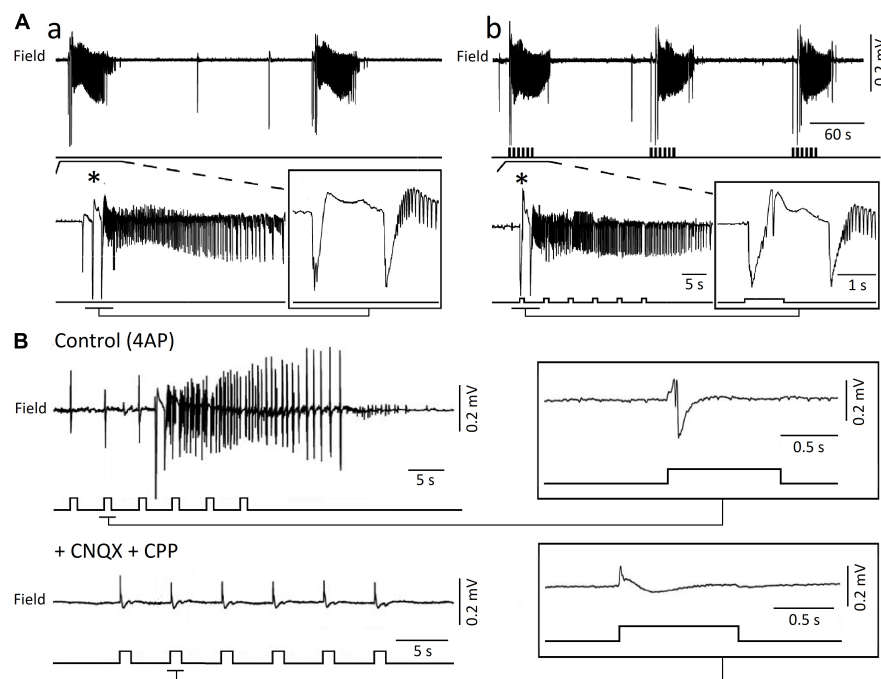 A
a
b
Field
Field
0.2 mV
60 s
*
*
5 s
1 s
B
Control (4AP)
Field
0.2 mV
5 s
0.2 mV
0.5 s
+ CNQX + CPP
Field
0.2 mV
5 s
0.2 mV
0.5 s